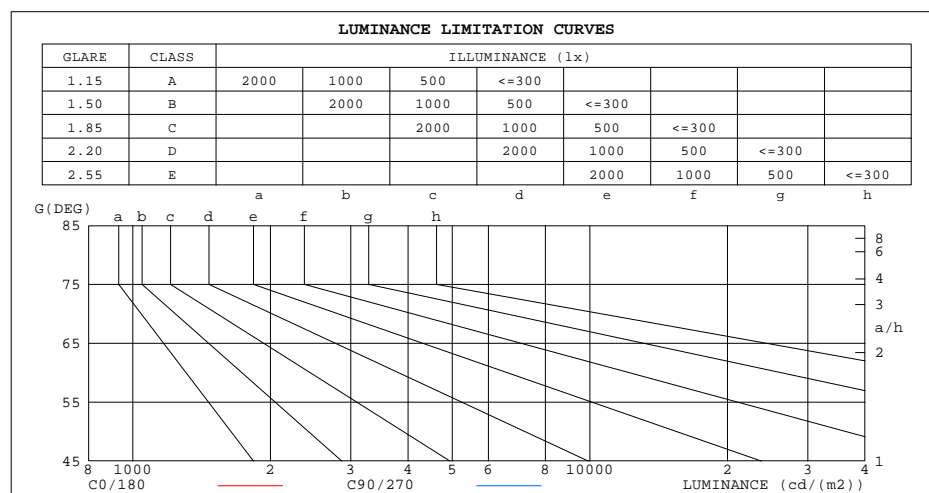 LUMINANCE LIMITATION CURVES
GLARE CLASS ILLUMINANCE (lx)
1.15 A 2000 1000 500 <=300
1.50 B 2000 1000 500 <=300
1.85 C 2000 1000 500 <=300
2.20 D 2000 1000 500 <=300
2.55 E 2000 1000 500 <=300
a b c d e f g h
G(DEG)
a b c d e f g h
85
8
6
75 4
3
a/h
65
2
55
45 1
8 1000 2 3 4 5 6 8 10000 2 3 4
C0/180 C90/270 LUMINANCE (cd/(m2))